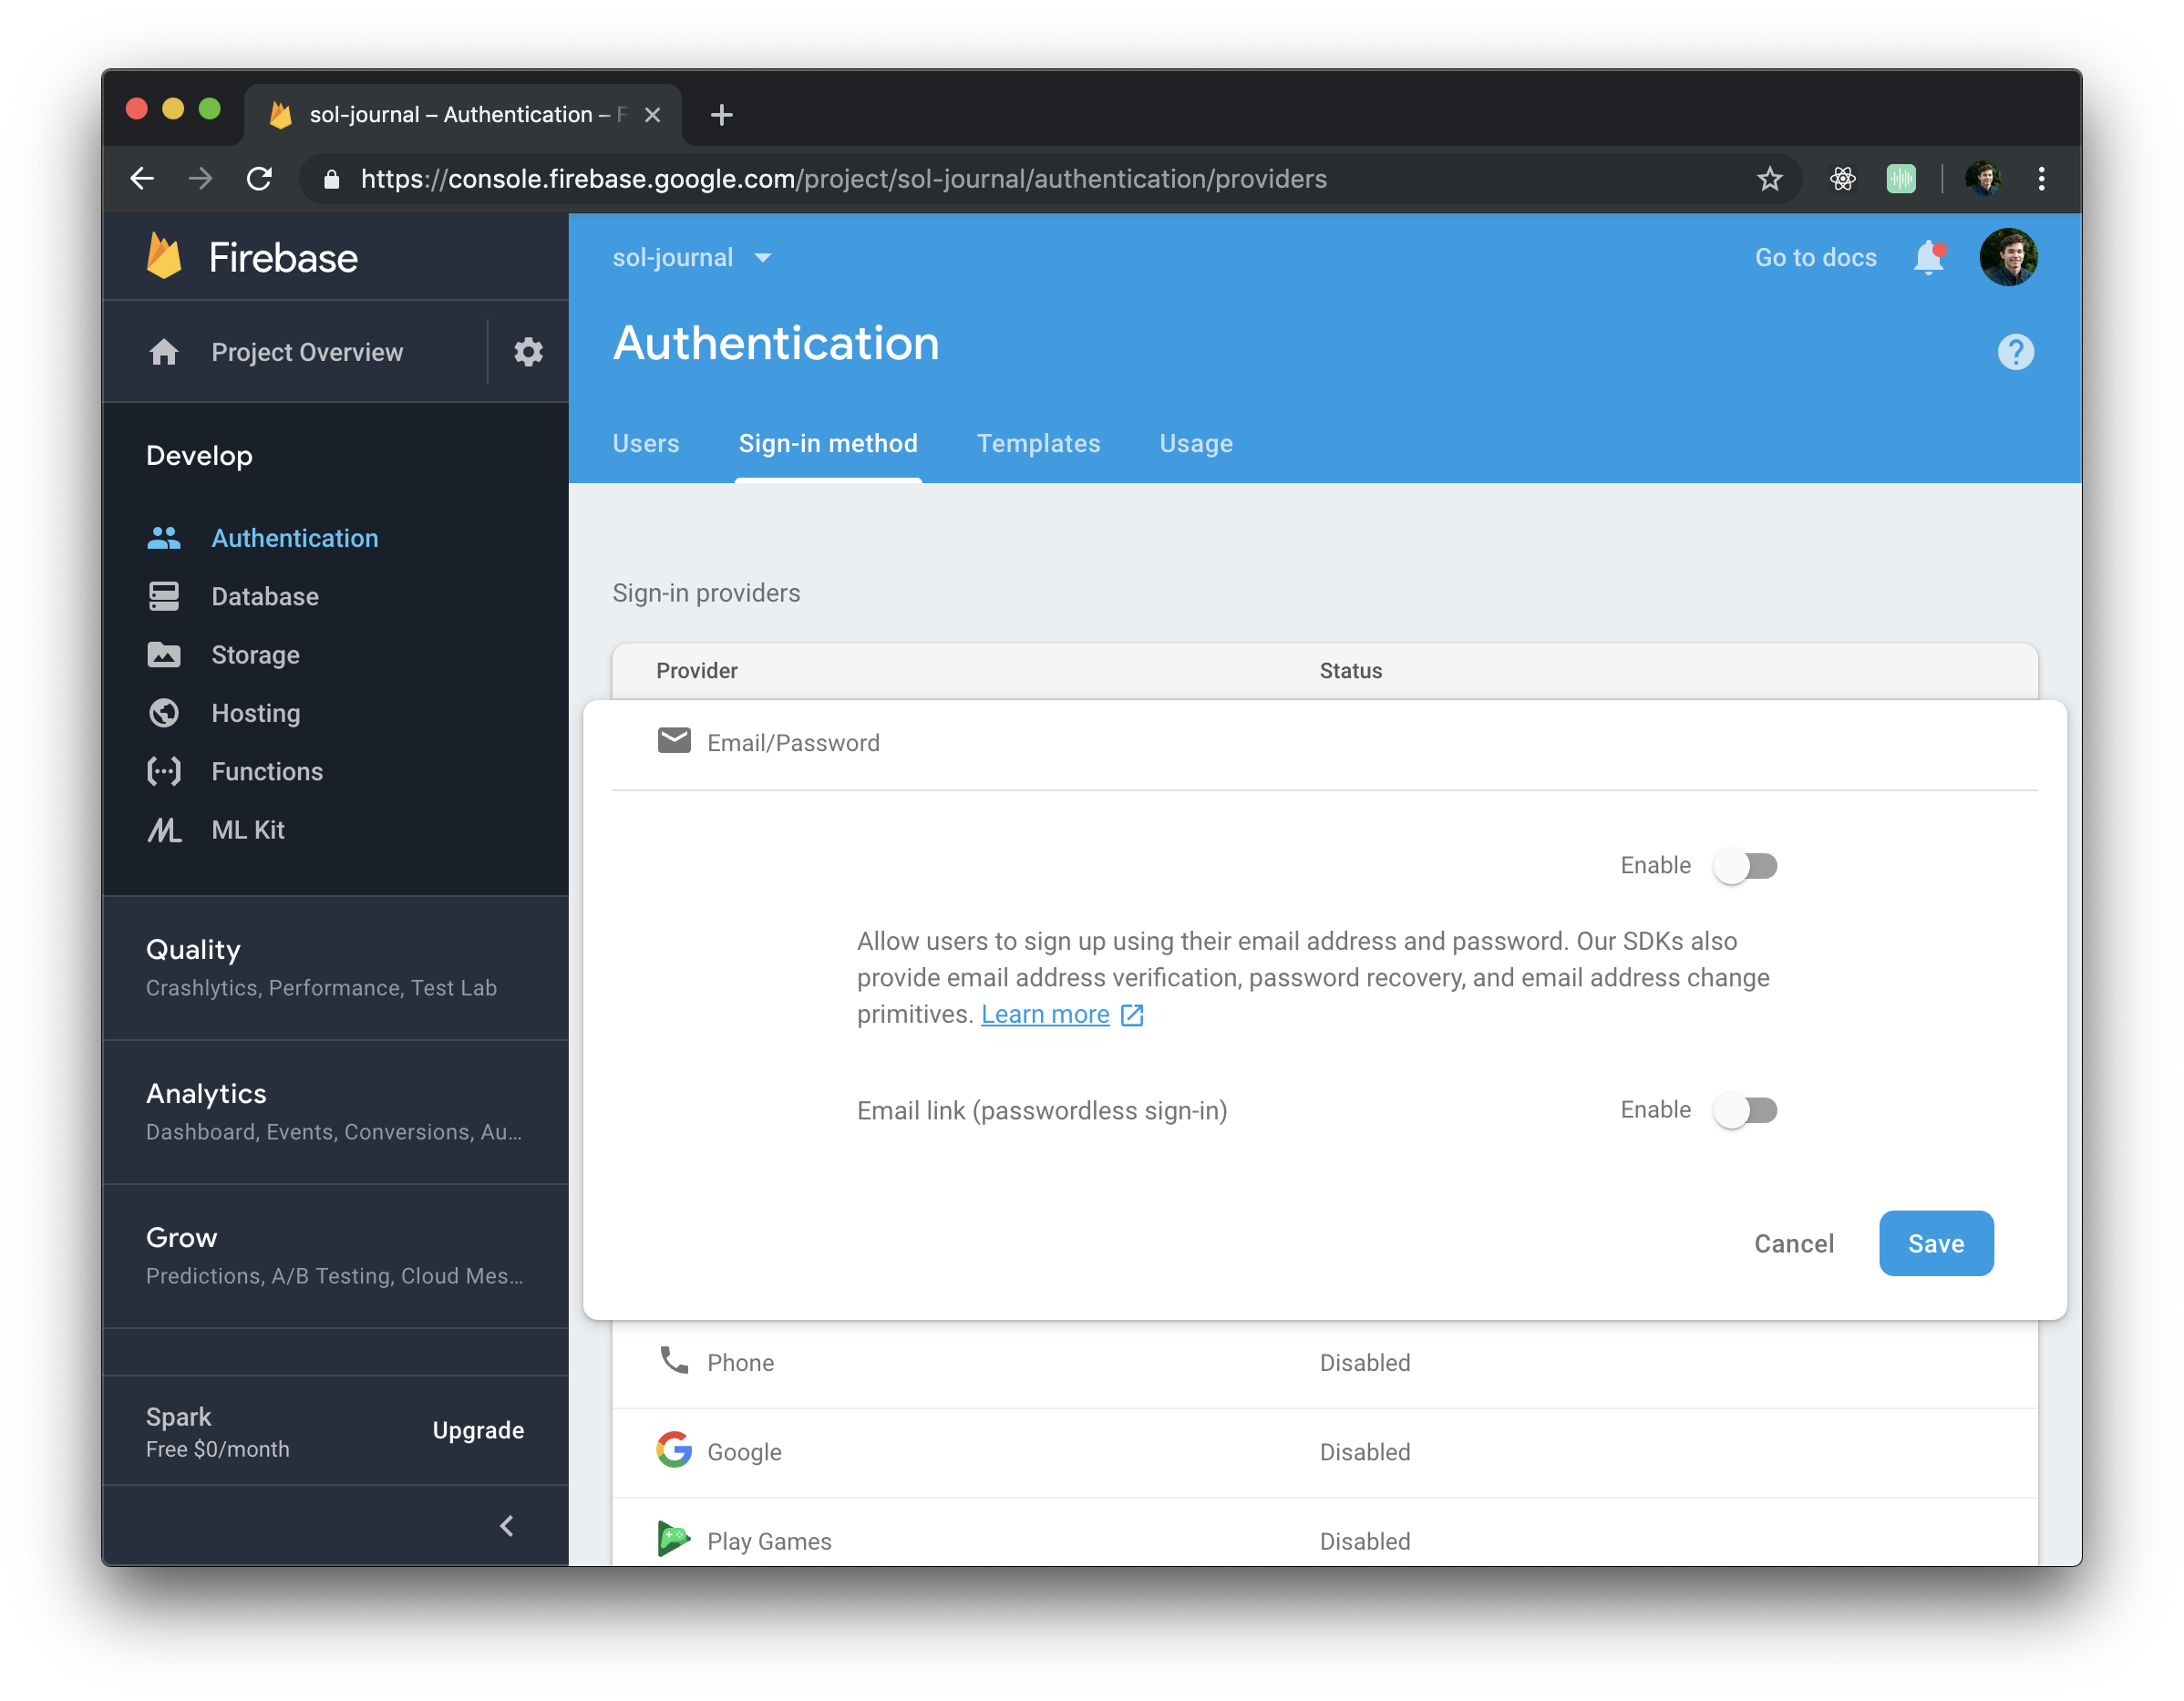 sol-journal – Authentication – F
https://console.firebase.google.com/project/sol-journal/authentication/providers
Firebase
Project Overview
Develop
Authentication
Database
Storage
Hosting
Functions
ML Kit
Quality
Crashlytics, Performance, Test Lab
Analytics
Dashboard, Events, Conversions, Au...
Grow
Predictions, A/B Testing, Cloud Mes...
Spark
Free $0/month
Upgrade
sol-journal
Go to docs
Authentication
Users Sign-in method Templates Usage
Sign-in providers
Provider Status
Email/Password
Enable
Allow users to sign up using their email address and password. Our SDKs also
provide email address verification, password recovery, and email address change
primitives. Learn more
Email link (passwordless sign-in) Enable
Cancel Save
Phone Disabled
Google Disabled
Play Games Disabled